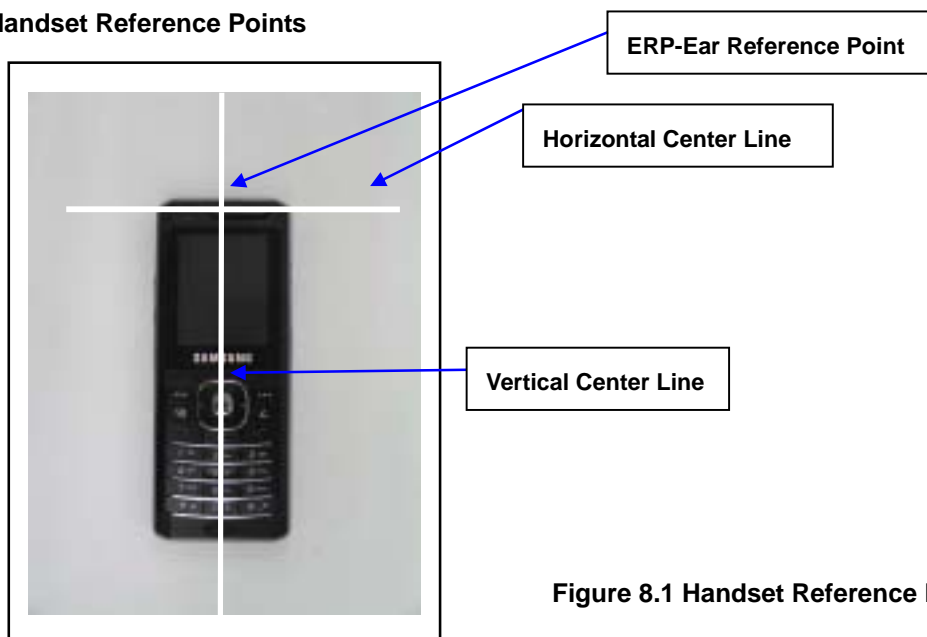 Handset Reference Points
ERP-Ear Reference Point
Horizontal Center Line
SAMSUNG
Vertical Center Line
Figure 8.1 Handset Reference